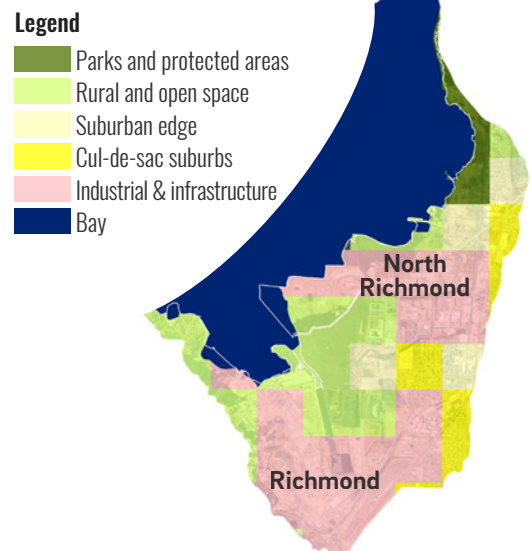 Legend
Parks and protected areas
Rural and open space
Suburban edge
Cul-de-sac suburbs
Industrial & infrastructure
Bay
North
Richmond
Richmond